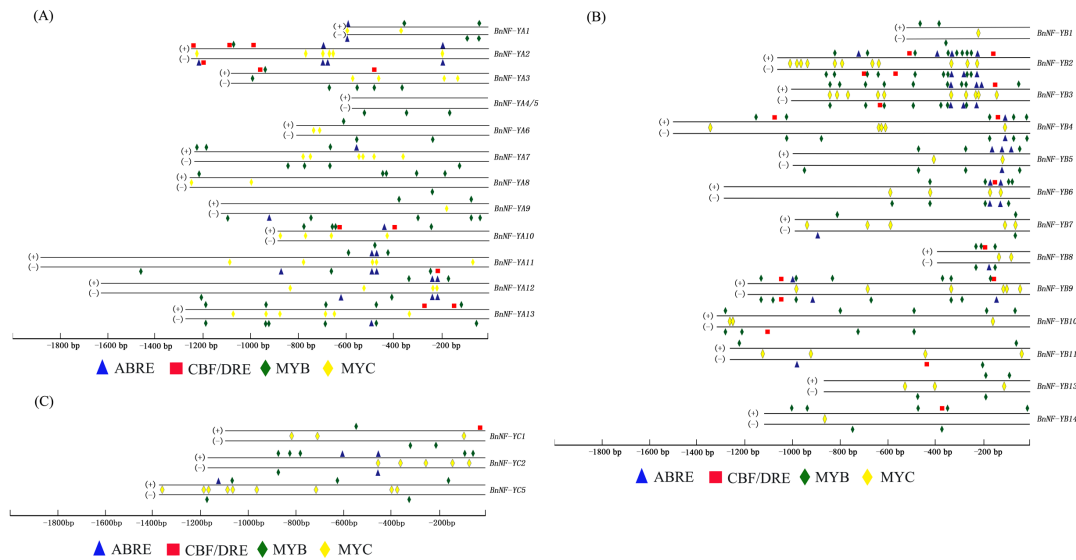 (A)
(+) BnNF-YA1
(−)
(+) BnNF-YA2
(−)
(+) BnNF-YA3
(−)
(+) BnNF-YA4/5
(−)
(+) BnNF-YA6
(−)
(+) BnNF-YA7
(−)
(+) BnNF-YA8
(−)
(+) BnNF-YA9
(−)
(+) BnNF-YA10
(−)
(+) BnNF-YA11
(−)
(+) BnNF-YA12
(−)
(+) BnNF-YA13
(−)
-1800 bp -1600 bp -1400 bp -1200 bp -1000 bp -800 bp -600 bp -400 bp -200 bp
ABRE CBF/DRE MYB MYC
(B)
(+) BnNF-YB1
(−)
(+) BnNF-YB2
(−)
(+) BnNF-YB3
(−)
(+) BnNF-YB4
(−)
(+) BnNF-YB5
(−)
(+) BnNF-YB6
(−)
(+) BnNF-YB7
(−)
(+) BnNF-YB8
(−)
(+) BnNF-YB9
(−)
(+) BnNF-YB10
(−)
(+) BnNF-YB11
(−)
(+) BnNF-YB13
(−)
(+) BnNF-YB14
(−)
-1800 bp -1600 bp -1400 bp -1200 bp -1000 bp -800 bp -600 bp -400 bp -200 bp
ABRE CBF/DRE MYB MYC
(C)
(+) BnNF-YC1
(−)
(+) BnNF-YC2
(−)
(+) BnNF-YC5
(−)
-1800bp -1600bp -1400bp -1200bp -1000bp -800bp -600bp -400bp -200bp
ABRE CBF/DRE MYB MYC